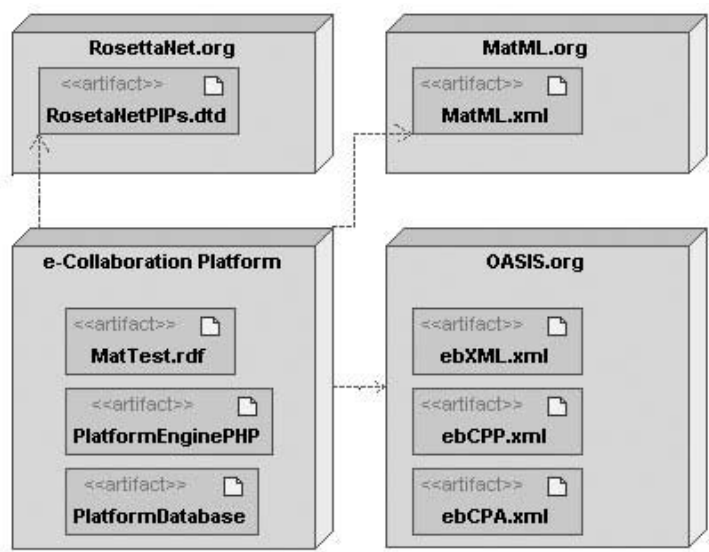 RosettaNet.org
<<artifact>>
RosetaNetPIPs.dtd
MatML.org
<<artifact>>
MatML.xml
e-Collaboration Platform
<<artifact>>
MatTest.rdf
<<artifact>>
PlatformEnginePHP
<<artifact>>
PlatformDatabase
OASIS.org
<<artifact>>
ebXML.xml
<<artifact>>
ebCPP.xml
<<artifact>>
ebCPA.xml